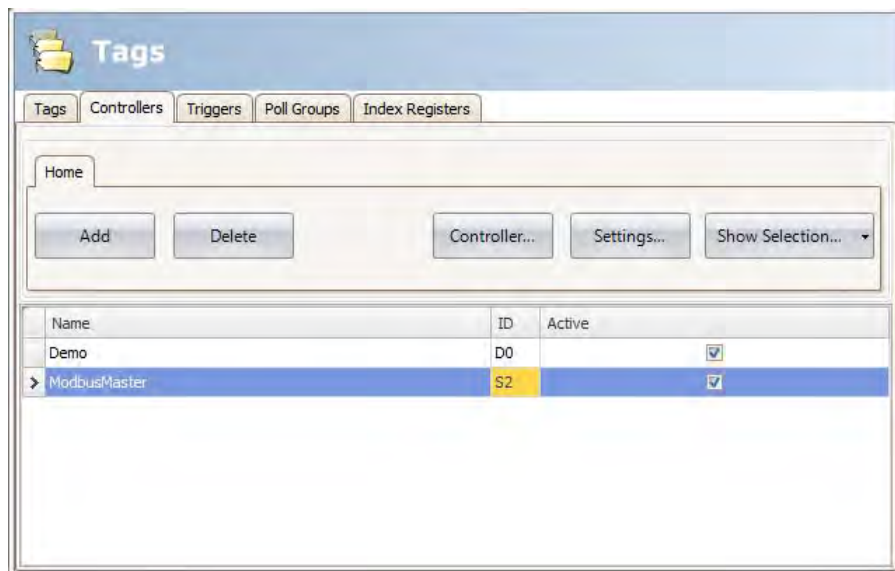 Tags
Tags Controllers Triggers Poll Groups Index Registers
Home
Add Delete Controller... Settings... Show Selection...
Name ID Active
Demo D0
ModbusMaster S2